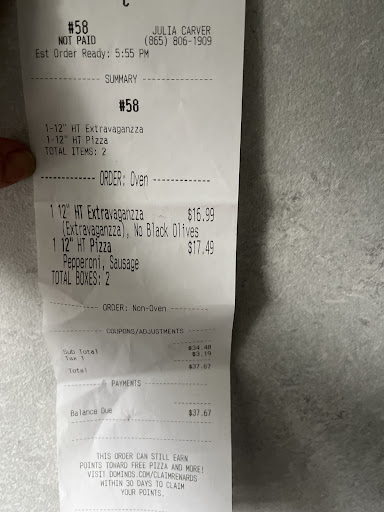 #58
JULIA CARVER
NOT PAID
(865) 806-1909
Est Order Ready: 5:55 PM
SUMMARY
#58
1-12" HT Extravaganzza
1-12" HT Pizza
TOTAL ITEMS: 2
ORDER: Oven
1 12" HT Extravaganzza $16.99
(Extravaganzza), No Black Olives
1 12" HT Pizza $17.49
Pepperoni, Sausage
TOTAL BOXES: 2
ORDER: Non-Oven
COUPONS/ADJUSTMENTS
Sub Total $34.48
Tax 1 $3.19
Total $37.67
PAYMENTS
Balance Due $37.67
THIS ORDER CAN STILL EARN
POINTS TOWARD FREE PIZZA AND MORE!
VISIT DOMINOS.COM/CLAIMREWARDS
WITHIN 30 DAYS TO CLAIM
YOUR POINTS.